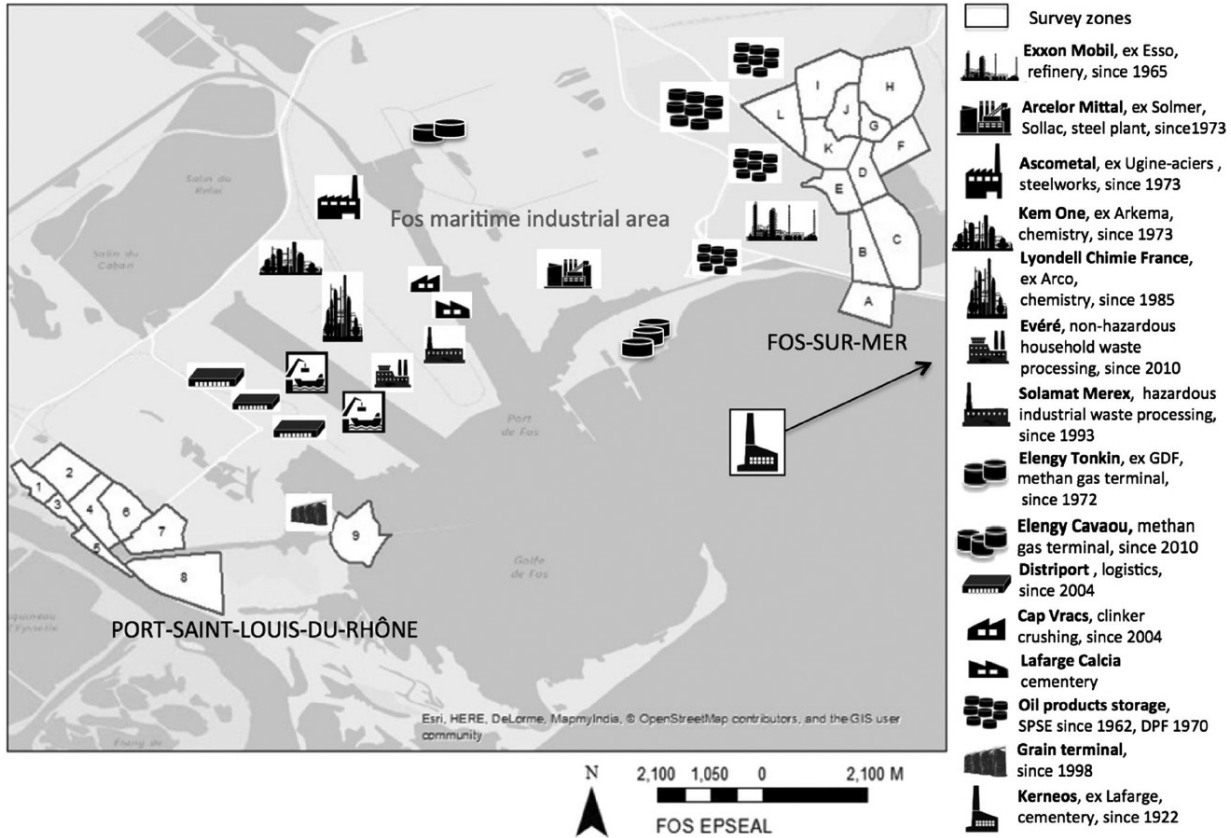 Salin du
Relai
Salin du
Caban
Fos maritime industrial area
I
H
J
L
G
K
F
D
E
C
B
A
FOS-SUR-MER
Port
de Fos
Golfe
de Fos
1
2
3
4
5
6
7
8
9
PORT-SAINT-LOUIS-DU-RHÔNE
Esri, HERE, DeLorme, MapmyIndia, © OpenStreetMap contributors, and the GIS user
community
N
2,100 1,050 0 2,100 M
FOS EPSEAL
Survey zones
Exxon Mobil, ex Esso,
refinery, since 1965
Arcelor Mittal, ex Solmer,
Sollac, steel plant, since1973
Ascometal, ex Ugine-aciers ,
steelworks, since 1973
Kem One, ex Arkema,
chemistry, since 1973
Lyondell Chimie France,
ex Arco,
chemistry, since 1985
Evéré, non-hazardous
household waste
processing, since 2010
Solamat Merex, hazardous
industrial waste processing,
since 1993
Elengy Tonkin, ex GDF,
methan gas terminal,
since 1972
Elengy Cavaou, methan
gas terminal, since 2010
Distriport , logistics,
since 2004
Cap Vracs, clinker
crushing, since 2004
Lafarge Calcia
cementery
Oil products storage,
SPSE since 1962, DPF 1970
Grain terminal,
since 1998
Kerneos, ex Lafarge,
cementery, since 1922